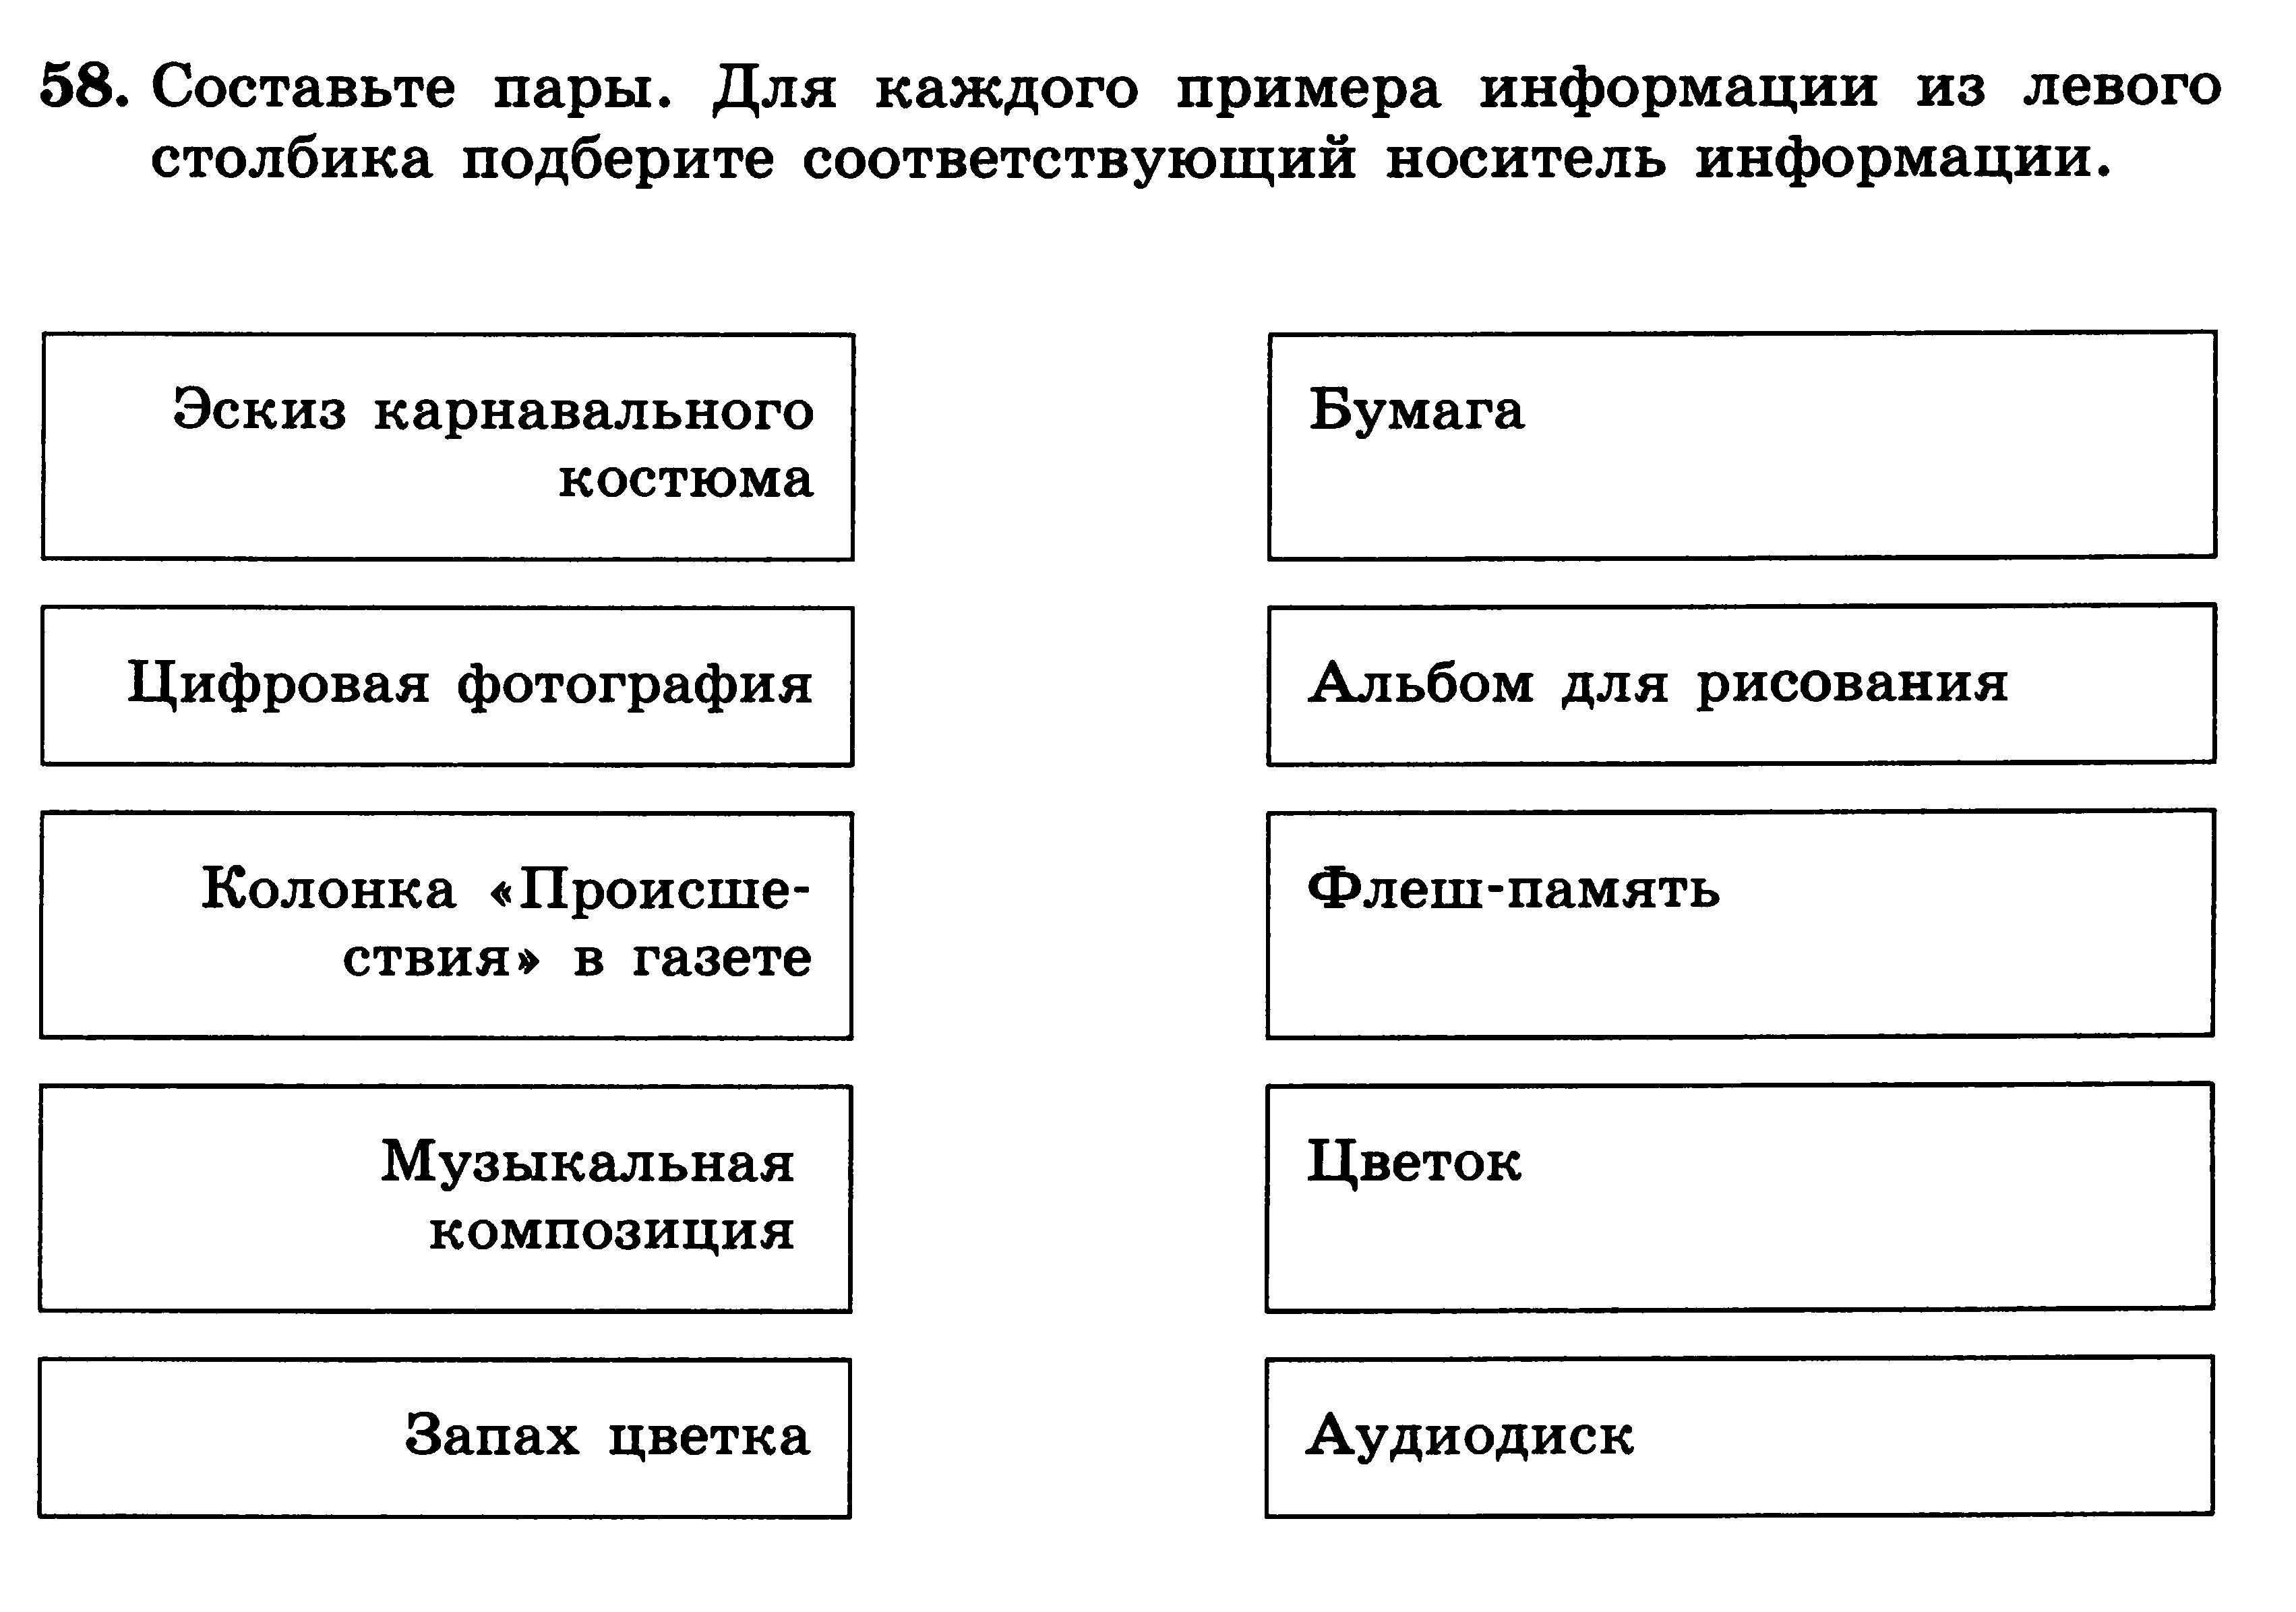 58. Составьте пары. Для каждого примера информации из левого
столбика подберите соответствующий носитель информации.
Эскиз карнавального
костюма
Бумага
Цифровая фотография
Альбом для рисования
Колонка «Происше-
ствия» в газете
Флеш-память
Музыкальная
композиция
Цветок
Запах цветка
Аудиодиск